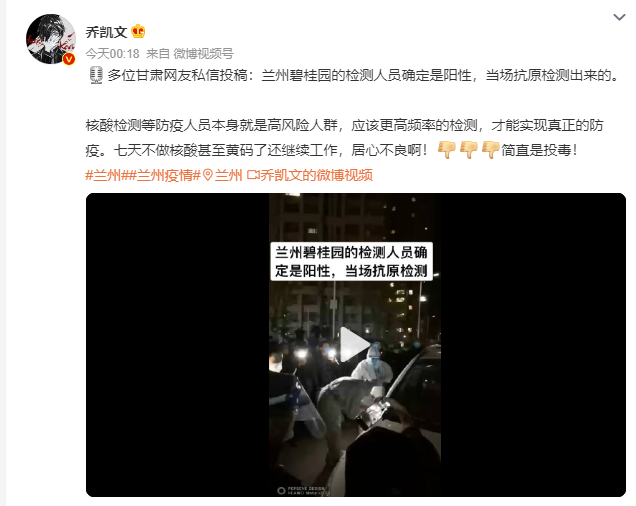 乔凯文
今天00:18 来自 微博视频号
多位甘肃网友私信投稿：兰州碧桂园的检测人员确定是阳性，当场抗原检测出来的。
核酸检测等防疫人员本身就是高风险人群，应该更高频率的检测，才能实现真正的防
疫。七天不做核酸甚至黄码了还继续工作，居心不良啊！👎👎👎简直是投毒！
#兰州##兰州疫情# 兰州 乔凯文的微博视频
兰州碧桂园的检测人员确
定是阳性，当场抗原检测